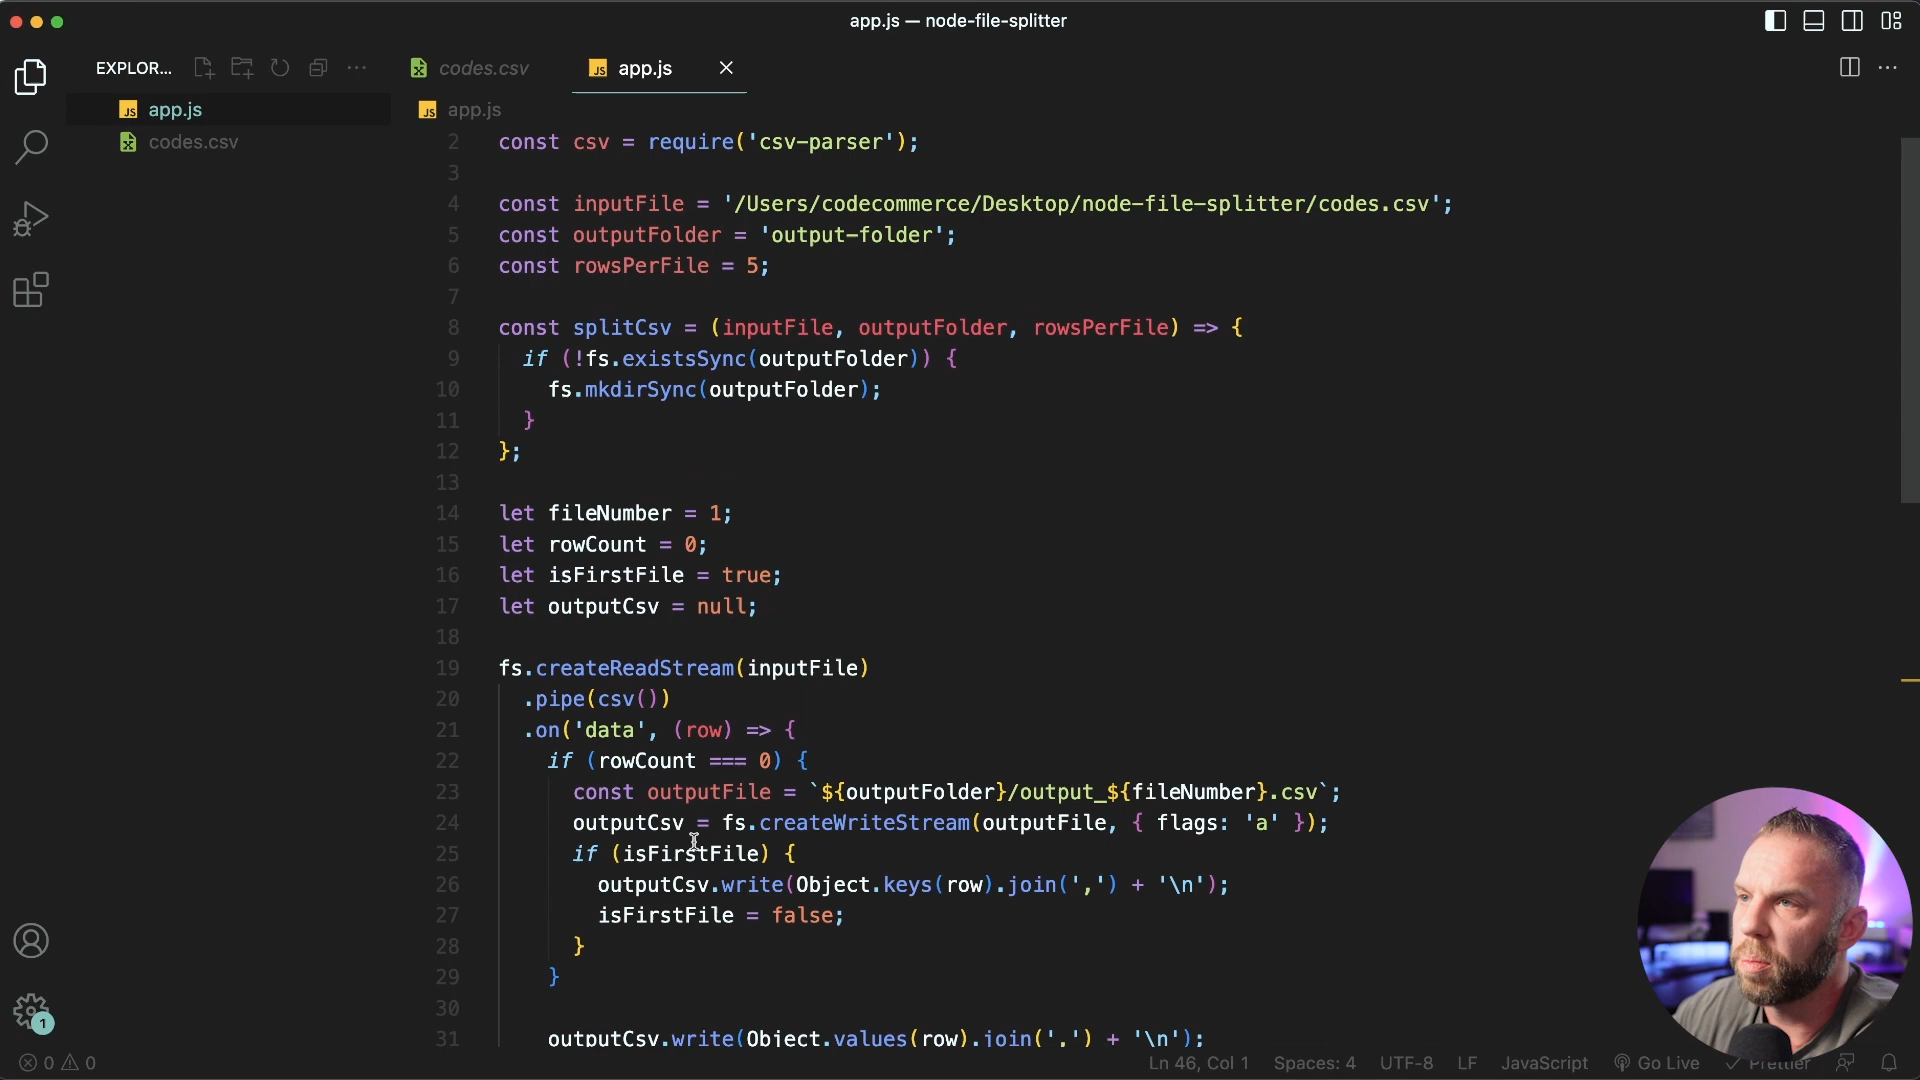 app.js — node-file-splitter
EXPLOR...
codes.csv
JS app.js
JS app.js
codes.csv
JS app.js
2 const csv = require('csv-parser');
3
4 const inputFile = '/Users/codecommerce/Desktop/node-file-splitter/codes.csv';
5 const outputFolder = 'output-folder';
6 const rowsPerFile = 5;
7
8 const splitCsv = (inputFile, outputFolder, rowsPerFile) => {
9 if (!fs.existsSync(outputFolder)) {
10 fs.mkdirSync(outputFolder);
11 }
12 };
13
14 let fileNumber = 1;
15 let rowCount = 0;
16 let isFirstFile = true;
17 let outputCsv = null;
18
19 fs.createReadStream(inputFile)
20 .pipe(csv())
21 .on('data', (row) => {
22 if (rowCount === 0) {
23 const outputFile = `${outputFolder}/output_${fileNumber}.csv`;
24 outputCsv = fs.createWriteStream(outputFile, { flags: 'a' });
25 if (isFirstFile) {
26 outputCsv.write(Object.keys(row).join(',') + '\n');
27 isFirstFile = false;
28 }
29 }
30
31 outputCsv.write(Object.values(row).join(',') + '\n');
1
0 0
Ln 46, Col 1 Spaces: 4 UTF-8 LF JavaScript Go Live Prettier